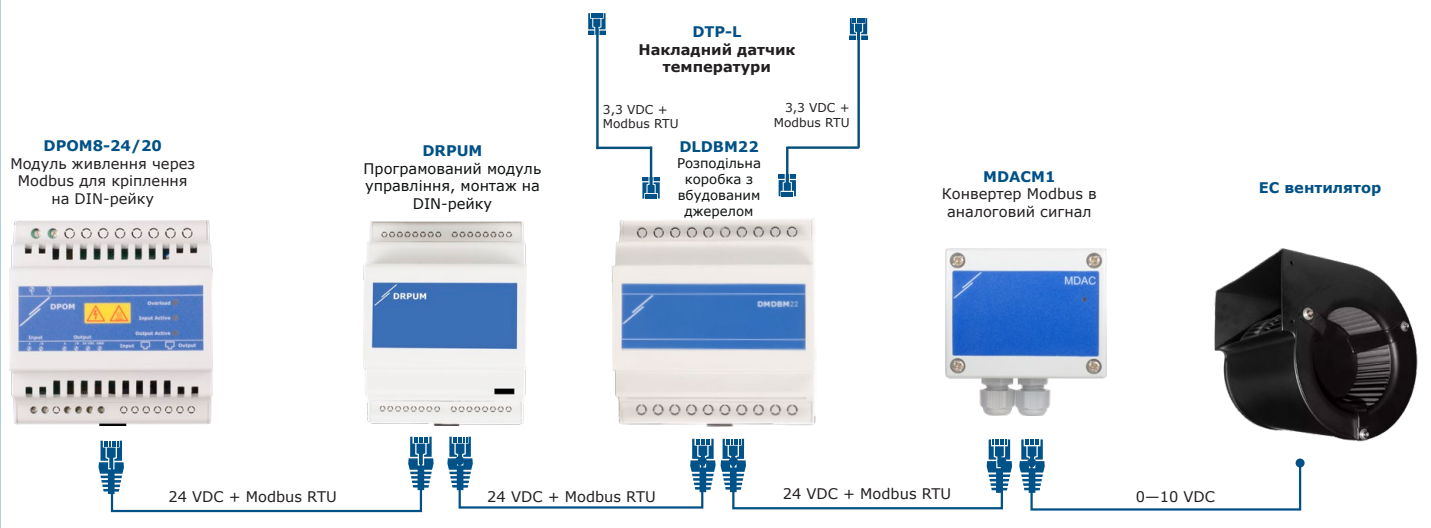 DTP-L
Накладний датчик
температури
3,3 VDC +
Modbus RTU
3,3 VDC +
Modbus RTU
DPOM8-24/20
Модуль живлення через
Modbus для кріплення
на DIN-рейку
DRPUM
Програмований модуль
управління, монтаж на
DIN-рейку
DLDBM22
Розподільна
коробка з
вбудованим
джерелом
MDACM1
Конвертер Modbus в
аналоговий сигнал
ЕС вентилятор
DPOM
Overload
Input Active
Output Active
Input
Output
Input
Output
DRPUM
DMDBM22
MDAC
24 VDC + Modbus RTU
24 VDC + Modbus RTU
24 VDC + Modbus RTU
0—10 VDC